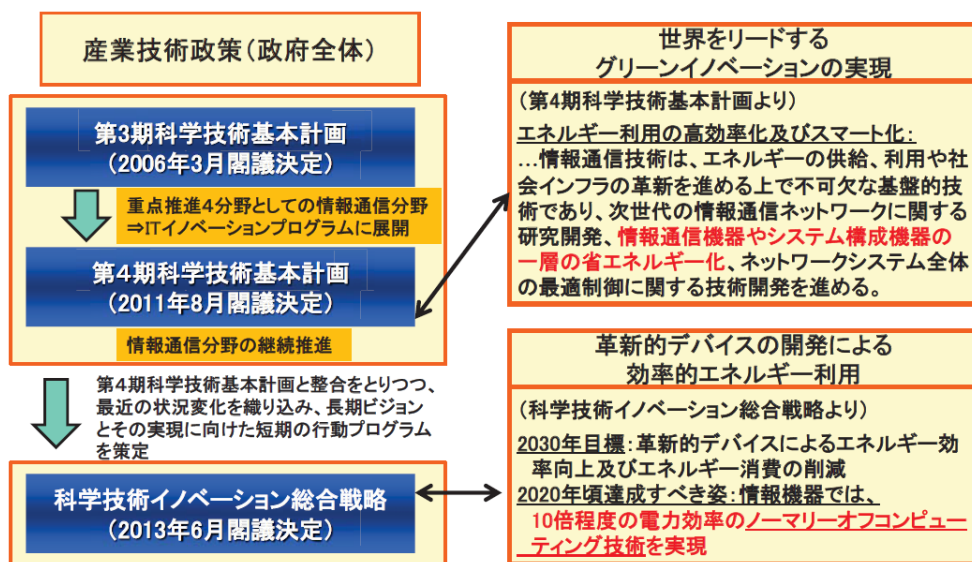 産業技術政策(政府全体)
第3期科学技術基本計画
(2006年3月閣議決定)
重点推進4分野としての情報通信分野
⇒ITイノベーションプログラムに展開
第4期科学技術基本計画
(2011年8月閣議決定)
情報通信分野の継続推進
第4期科学技術基本計画と整合をとりつつ、
最近の状況変化を織り込み、長期ビジョン
とその実現に向けた短期の行動プログラム
を策定
科学技術イノベーション総合戦略
(2013年6月閣議決定)
世界をリードする
グリーンイノベーションの実現
(第4期科学技術基本計画より)
エネルギー利用の高効率化及びスマート化:
…情報通信技術は、エネルギーの供給、利用や社
会インフラの革新を進める上で不可欠な基盤的技
術であり、次世代の情報通信ネットワークに関する
研究開発、情報通信機器やシステム構成機器の
一層の省エネルギー化、ネットワークシステム全体
の最適制御に関する技術開発を進める。
革新的デバイスの開発による
効率的エネルギー利用
(科学技術イノベーション総合戦略より)
2030年目標:革新的デバイスによるエネルギー効
率向上及びエネルギー消費の削減
2020年頃達成すべき姿:情報機器では、
10倍程度の電力効率のノーマリーオフコンピュー
ティング技術を実現